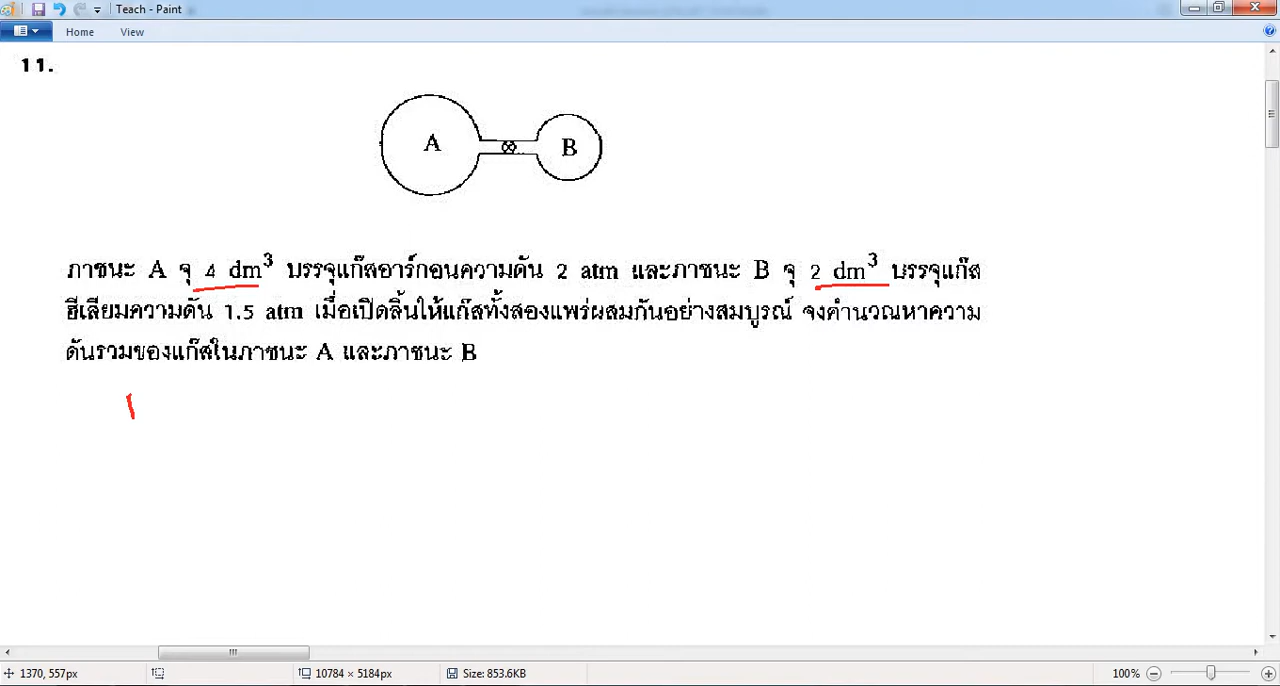 Teach - Paint
Home View
11.
A B
ภาชนะ A จุ 4 dm³ บรรจุแก๊สอาร์กอนความดัน 2 atm และภาชนะ B จุ 2 dm³ บรรจุแก๊ส
ฮีเลียมความดัน 1.5 atm เมื่อเปิดลิ้นให้แก๊สทั้งสองแพร่ผสมกันอย่างสมบูรณ์ จงคำนวณหาความ
ดันรวมของแก๊สในภาชนะ A และภาชนะ B
1370, 557px 10784 × 5184px Size: 853.6KB 100%